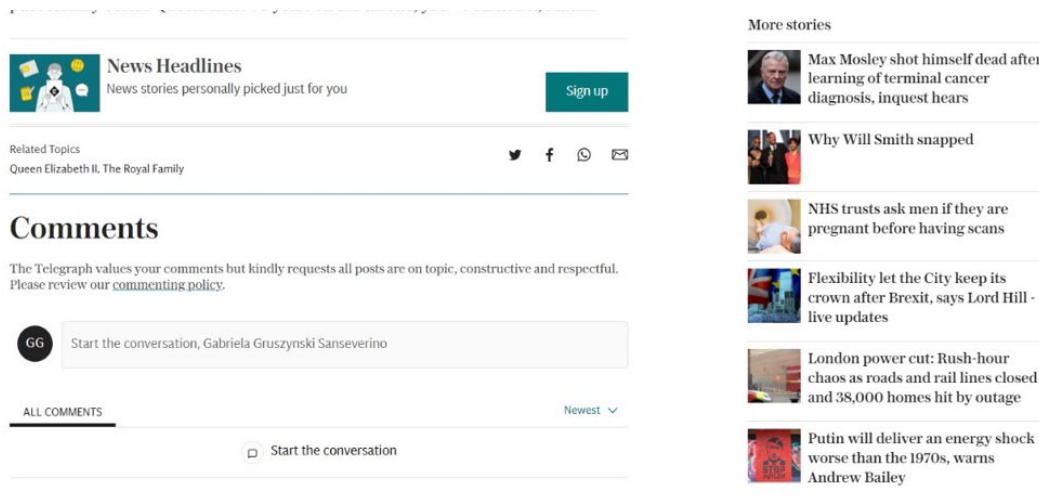 News Headlines
News stories personally picked just for you
Sign up
Related Topics
Queen Elizabeth II, The Royal Family
Comments
The Telegraph values your comments but kindly requests all posts are on topic, constructive and respectful.
Please review our commenting policy.
GG
Start the conversation, Gabriela Gruszynski Sanseverino
ALL COMMENTS
Newest
Start the conversation
More stories
Max Mosley shot himself dead after
learning of terminal cancer
diagnosis, inquest hears
Why Will Smith snapped
NHS trusts ask men if they are
pregnant before having scans
Flexibility let the City keep its
crown after Brexit, says Lord Hill -
live updates
London power cut: Rush-hour
chaos as roads and rail lines closed
and 38,000 homes hit by outage
Putin will deliver an energy shock
worse than the 1970s, warns
Andrew Bailey